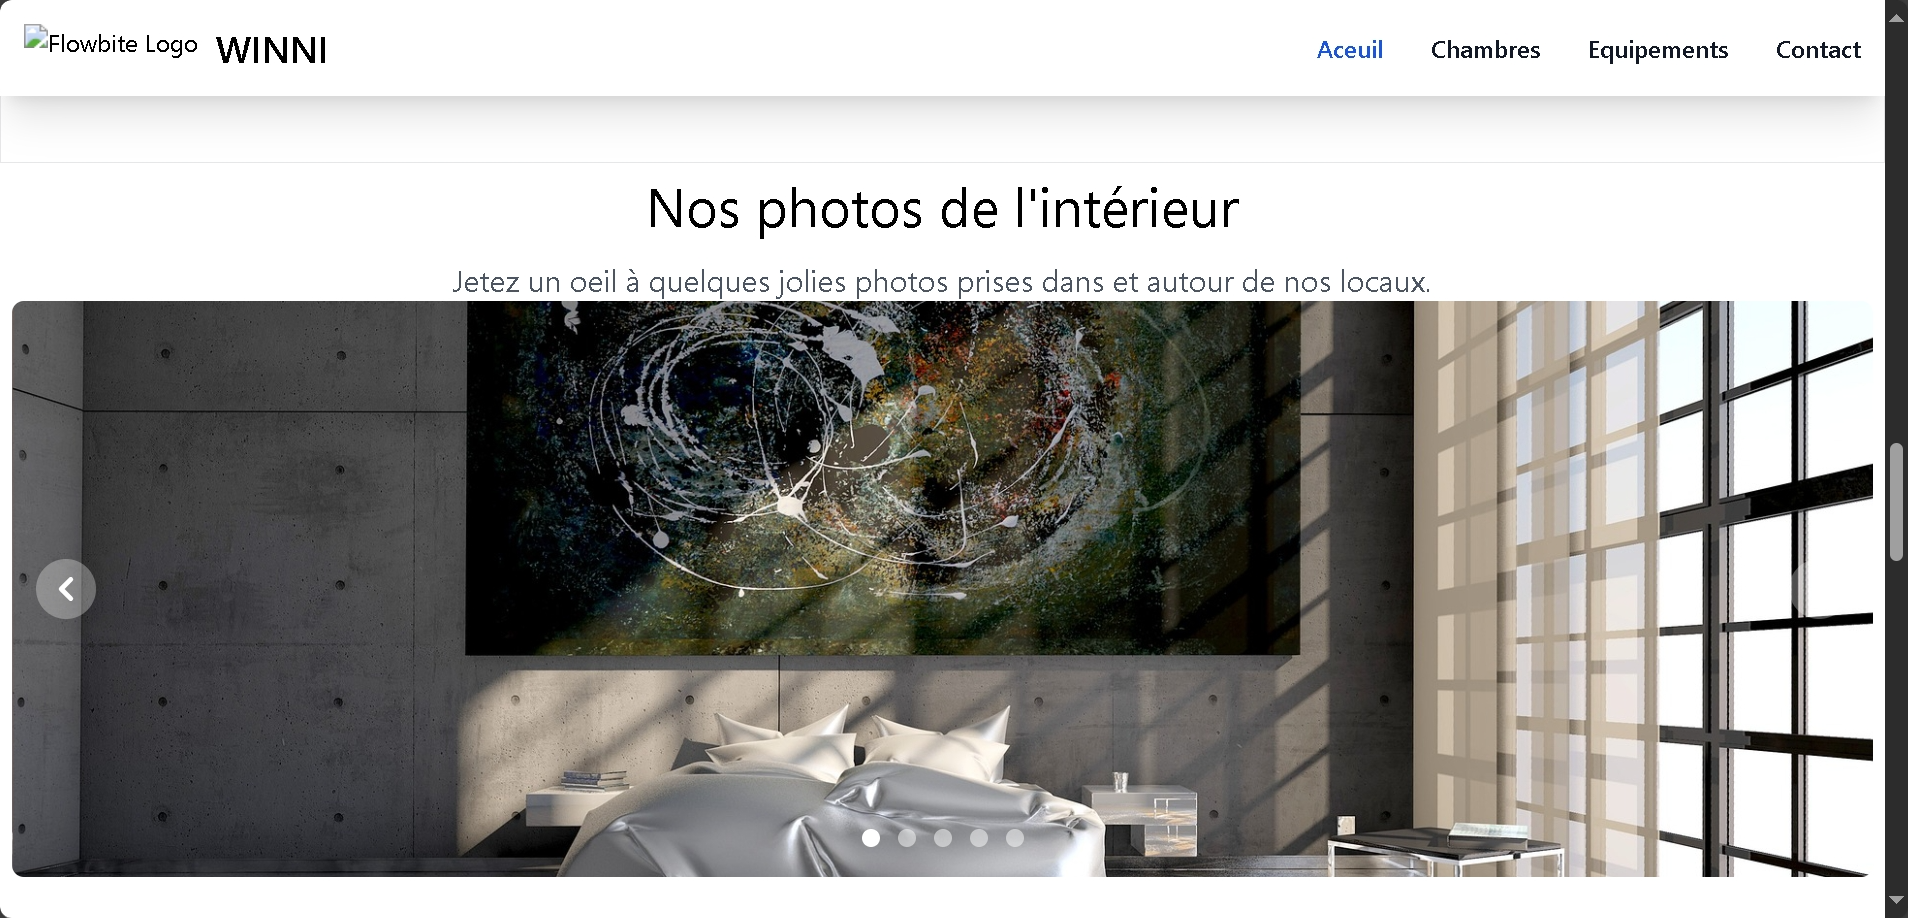 Flowbite Logo WINNI Aceuil Chambres Equipements Contact
Nos photos de l'intérieur
Jetez un oeil à quelques jolies photos prises dans et autour de nos locaux.